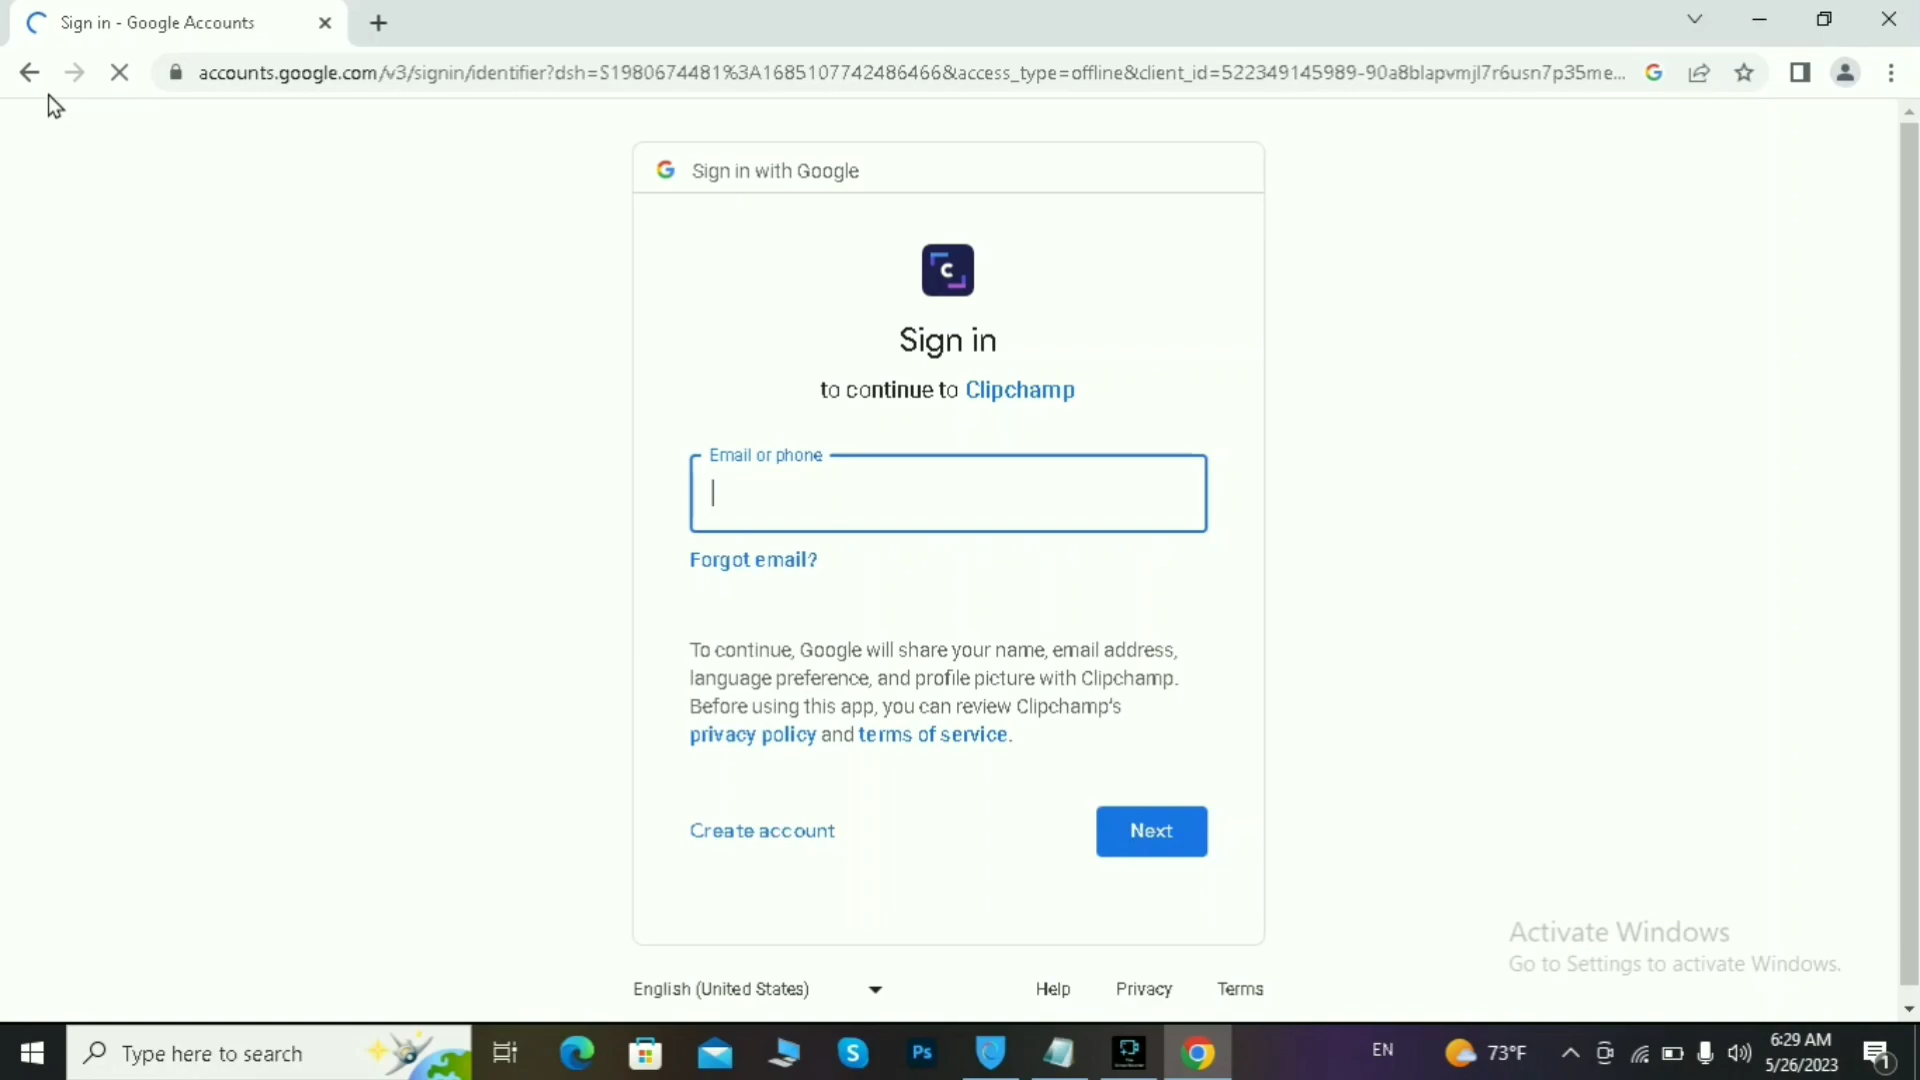 Sign in - Google Accounts
accounts.google.com/v3/signin/identifier?dsh=S1980674481%3A1685107742486466&access_type=offline&client_id=522349145989-90a8blapvmjl7r6usn7p35me...
Sign in with Google
C
Sign in
to continue to Clipchamp
Email or phone
Forgot email?
To continue, Google will share your name, email address,
language preference, and profile picture with Clipchamp.
Before using this app, you can review Clipchamp's
privacy policy and terms of service.
Create account
Next
Activate Windows
Go to Settings to activate Windows.
English (United States)
Help Privacy Terms
Type here to search
S
Ps
EN
73°F
6:29 AM
5/26/2023
1